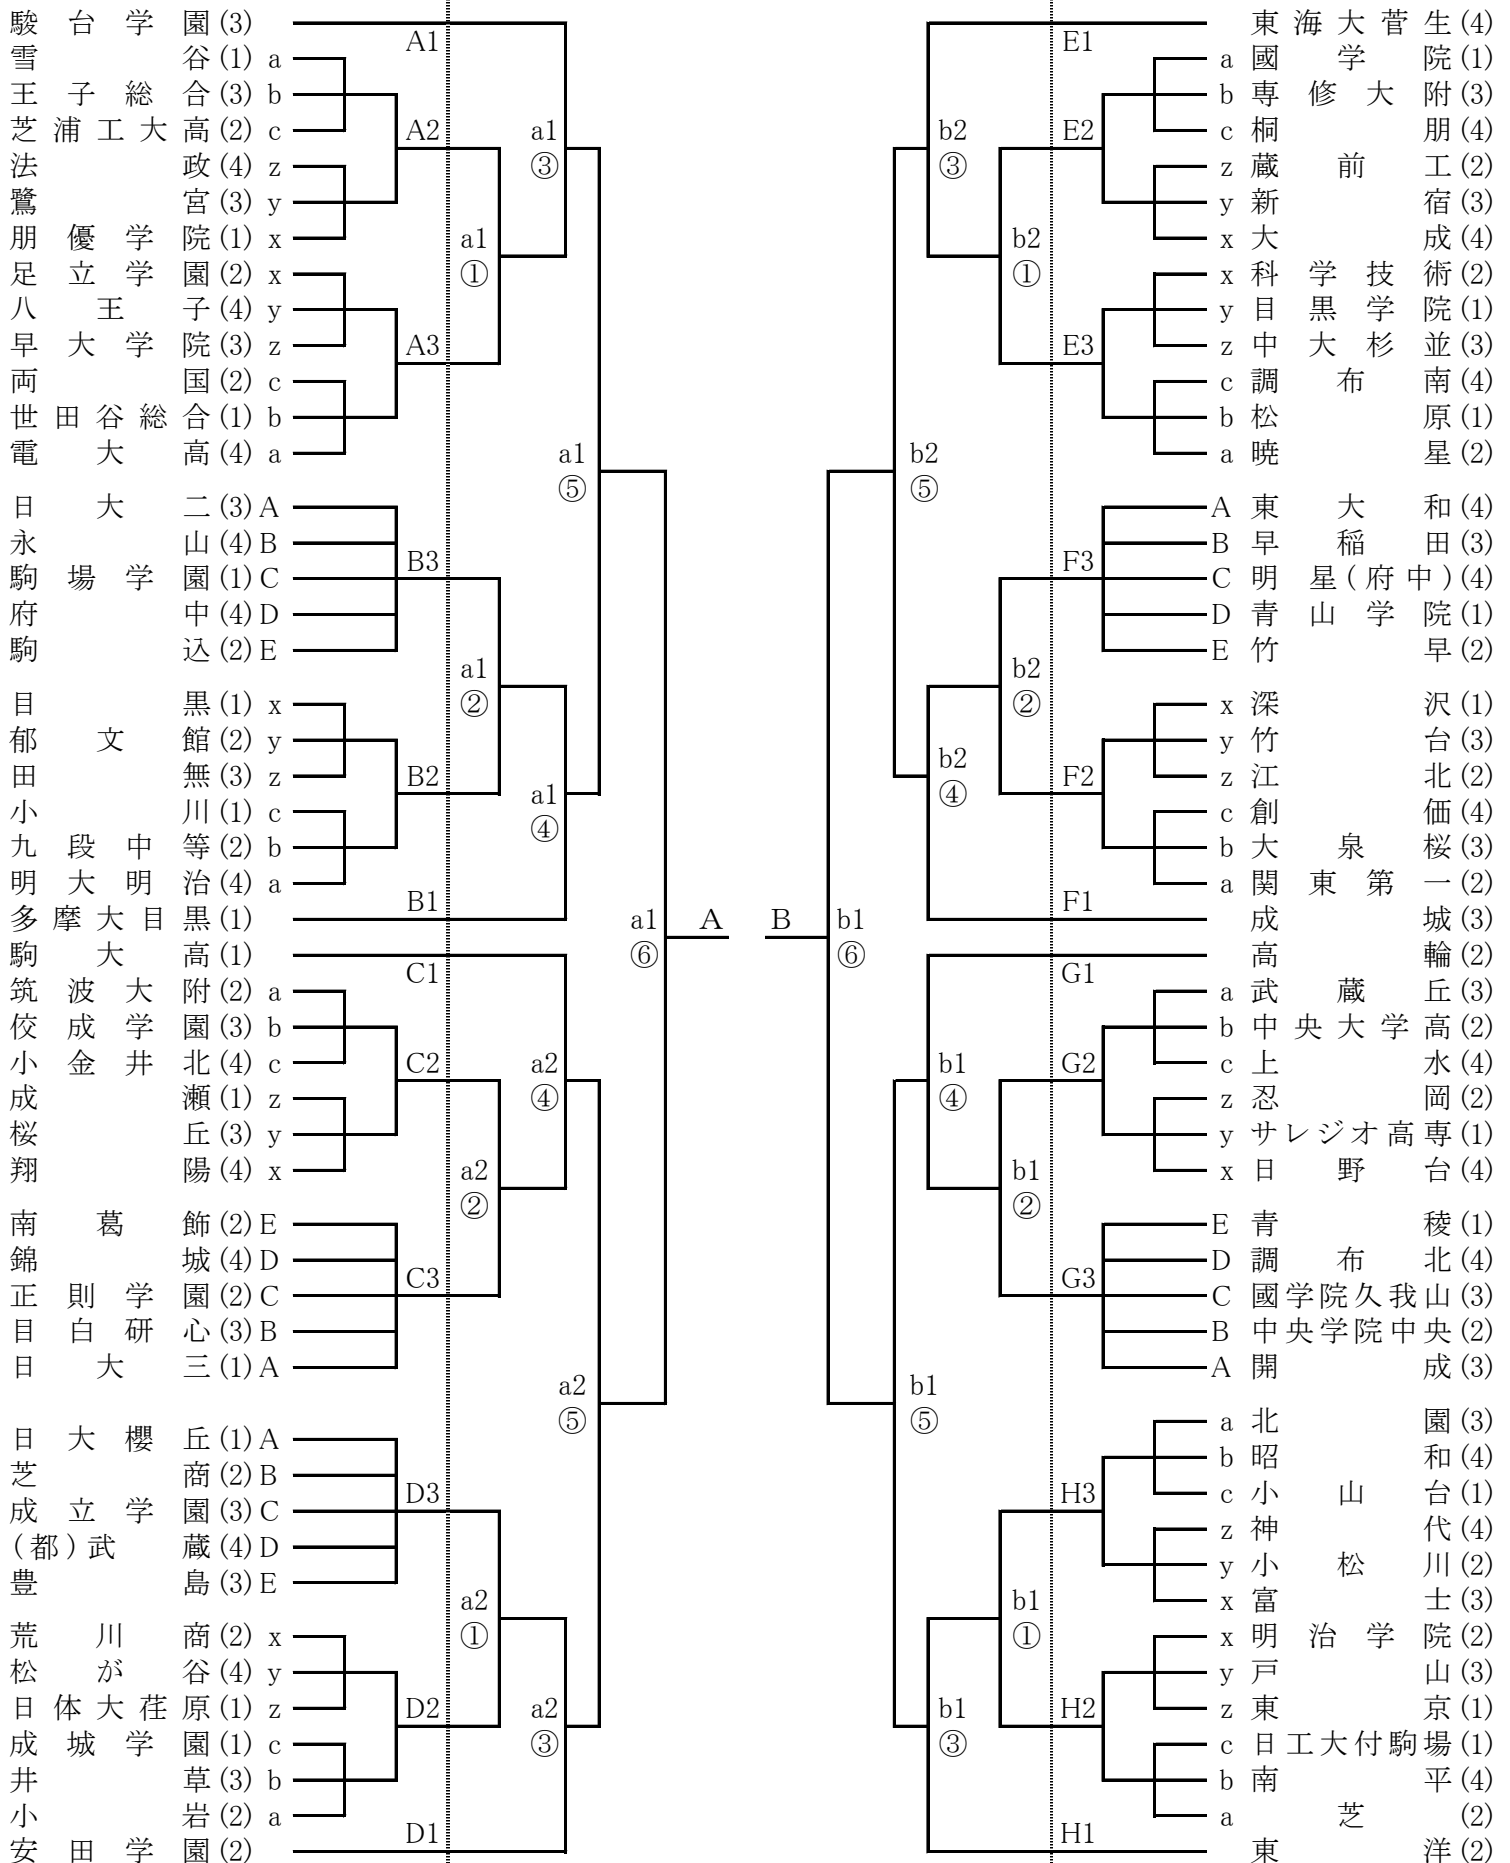 駿台学園(3)
雪谷(1) a
王子総合(3) b
芝浦工大高(2) c
法政(4) z
鷺宮(3) y
朋優学院(1) x
足立学園(2) x
八王子(4) y
早大学院(3) z
両国(2) c
世田谷総合(1) b
電大高(4) a
日大二(3) A
永山(4) B
駒場学園(1) C
府中(4) D
駒込(2) E
目黒(1) x
郁文館(2) y
田無(3) z
小川(1) c
九段中等(2) b
明大明治(4) a
多摩大目黒(1)
駒大高(1)
筑波大附(2) a
佼成学園(3) b
小金井北(4) c
成瀬(1) z
桜丘(3) y
翔陽(4) x
南葛飾(2) E
錦城(4) D
正則学園(2) C
目白研心(3) B
日大三(1) A
日大櫻丘(1) A
芝商(2) B
成立学園(3) C
(都)武蔵(4) D
豊島(3) E
荒川商(2) x
松が谷(4) y
日体大荏原(1) z
成城学園(1) c
井草(3) b
小岩(2) a
安田学園(2)
A1
A2
A3
B3
B2
B1
C1
C2
C3
D3
D2
D1
a1
①
a1
②
a2
②
a2
①
a1
③
a1
④
a2
④
a2
③
a1
⑤
a2
⑤
a1
⑥
A
B
b1
⑥
b2
⑤
b1
⑤
b2
③
b2
④
b1
④
b1
③
b2
①
b2
②
b1
②
b1
①
E1
E2
E3
F3
F2
F1
G1
G2
G3
H3
H2
H1
東海大菅生(4)
a 國学院(1)
b 専修大附(3)
c 桐朋(4)
z 蔵前工(2)
y 新宿(3)
x 大成(4)
x 科学技術(2)
y 目黒学院(1)
z 中大杉並(3)
c 調布南(4)
b 松原(1)
a 暁星(2)
A 東大和(4)
B 早稲田(3)
C 明星(府中)(4)
D 青山学院(1)
E 竹早(2)
x 深沢(1)
y 竹台(3)
z 江北(2)
c 創価(4)
b 大泉桜(3)
a 関東第一(2)
成城(3)
高輪(2)
a 武蔵丘(3)
b 中央大学高(2)
c 上水(4)
z 忍岡(2)
y サレジオ高専(1)
x 日野台(4)
E 青稜(1)
D 調布北(4)
C 國学院久我山(3)
B 中央学院中央(2)
A 開成(3)
a 北園(3)
b 昭和(4)
c 小山台(1)
z 神代(4)
y 小松川(2)
x 富士(3)
x 明治学院(2)
y 戸山(3)
z 東京(1)
c 日工大付駒場(1)
b 南平(4)
a 芝(2)
東洋(2)